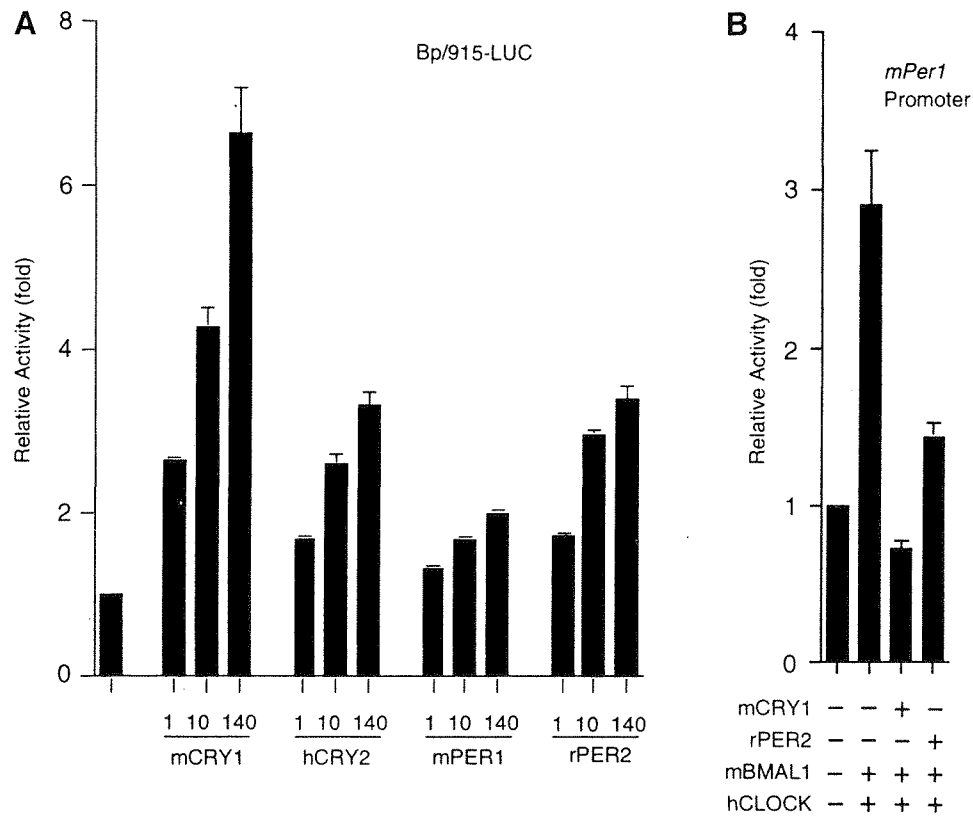 A
Bp/915-LUC
Relative Activity (fold)
8
6
4
2
0
1 10 140 1 10 140 1 10 140 1 10 140
mCRY1 hCRY2 mPER1 rPER2
B
mPer1
Promoter
Relative Activity (fold)
4
3
2
1
0
mCRY1 – – + –
rPER2 – – – +
mBMAL1 – + + +
hCLOCK – + + +